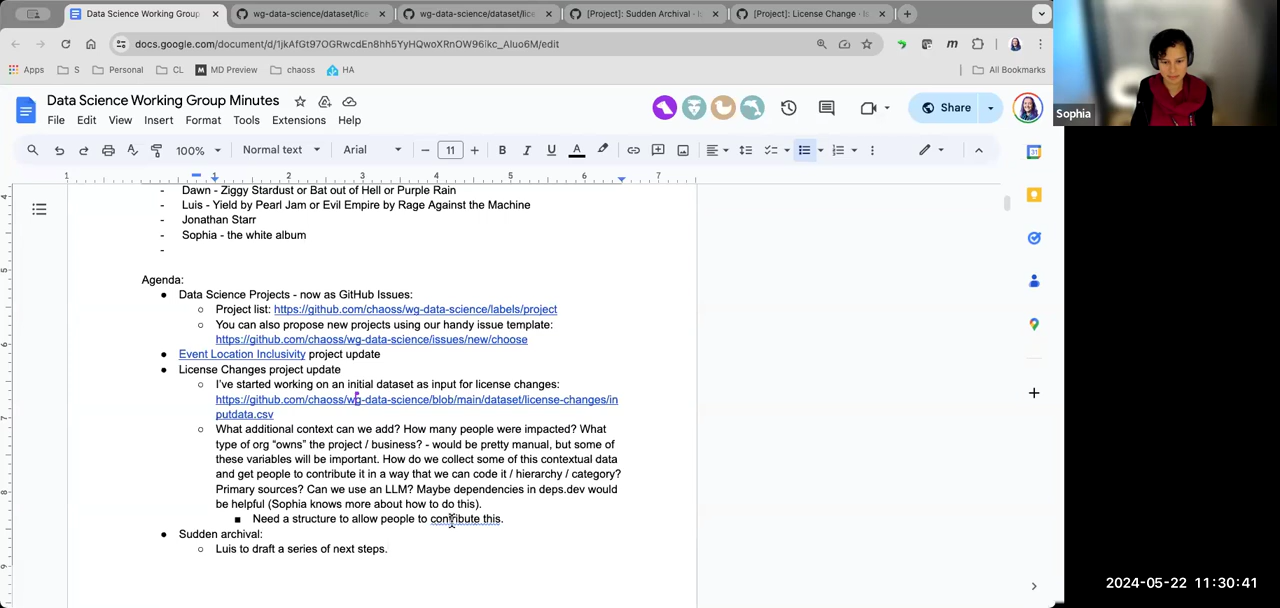 Data Science Working Group
wg-data-science/dataset/lice
wg-data-science/dataset/lice
[Project]: Sudden Archival · Is
[Project]: License Change · Is
docs.google.com/document/d/1jkAfGt97OGRwcdEn8hh5YyHQwoXRnOW96ikc_AIuo6M/edit
Apps
S
Personal
CL
MD Preview
chaoss
HA
All Bookmarks
Data Science Working Group Minutes
Share
File Edit View Insert Format Tools Extensions Help
100%
Normal text
Arial
11
1 1 2 3 4 5 6 7
- Dawn - Ziggy Stardust or Bat out of Hell or Purple Rain
- Luis - Yield by Pearl Jam or Evil Empire by Rage Against the Machine
- Jonathan Starr
- Sophia - the white album
-
Agenda:
● Data Science Projects - now as GitHub Issues:
○ Project list: https://github.com/chaoss/wg-data-science/labels/project
○ You can also propose new projects using our handy issue template:
https://github.com/chaoss/wg-data-science/issues/new/choose
● Event Location Inclusivity project update
● License Changes project update
○ I've started working on an initial dataset as input for license changes:
https://github.com/chaoss/wg-data-science/blob/main/dataset/license-changes/in
putdata.csv
○ What additional context can we add? How many people were impacted? What
type of org "owns" the project / business? - would be pretty manual, but some of
these variables will be important. How do we collect some of this contextual data
and get people to contribute it in a way that we can code it / hierarchy / category?
Primary sources? Can we use an LLM? Maybe dependencies in deps.dev would
be helpful (Sophia knows more about how to do this).
■ Need a structure to allow people to contribute this.
● Sudden archival:
○ Luis to draft a series of next steps.
Sophia
2024-05-22 11:30:41